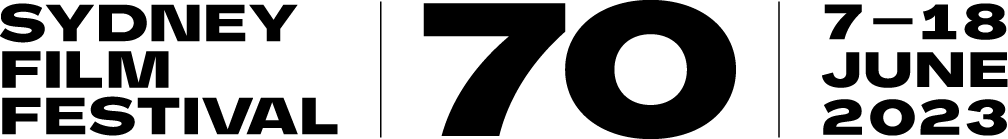 SYDNEY
FILM
FESTIVAL
70
7—18
JUNE
2023